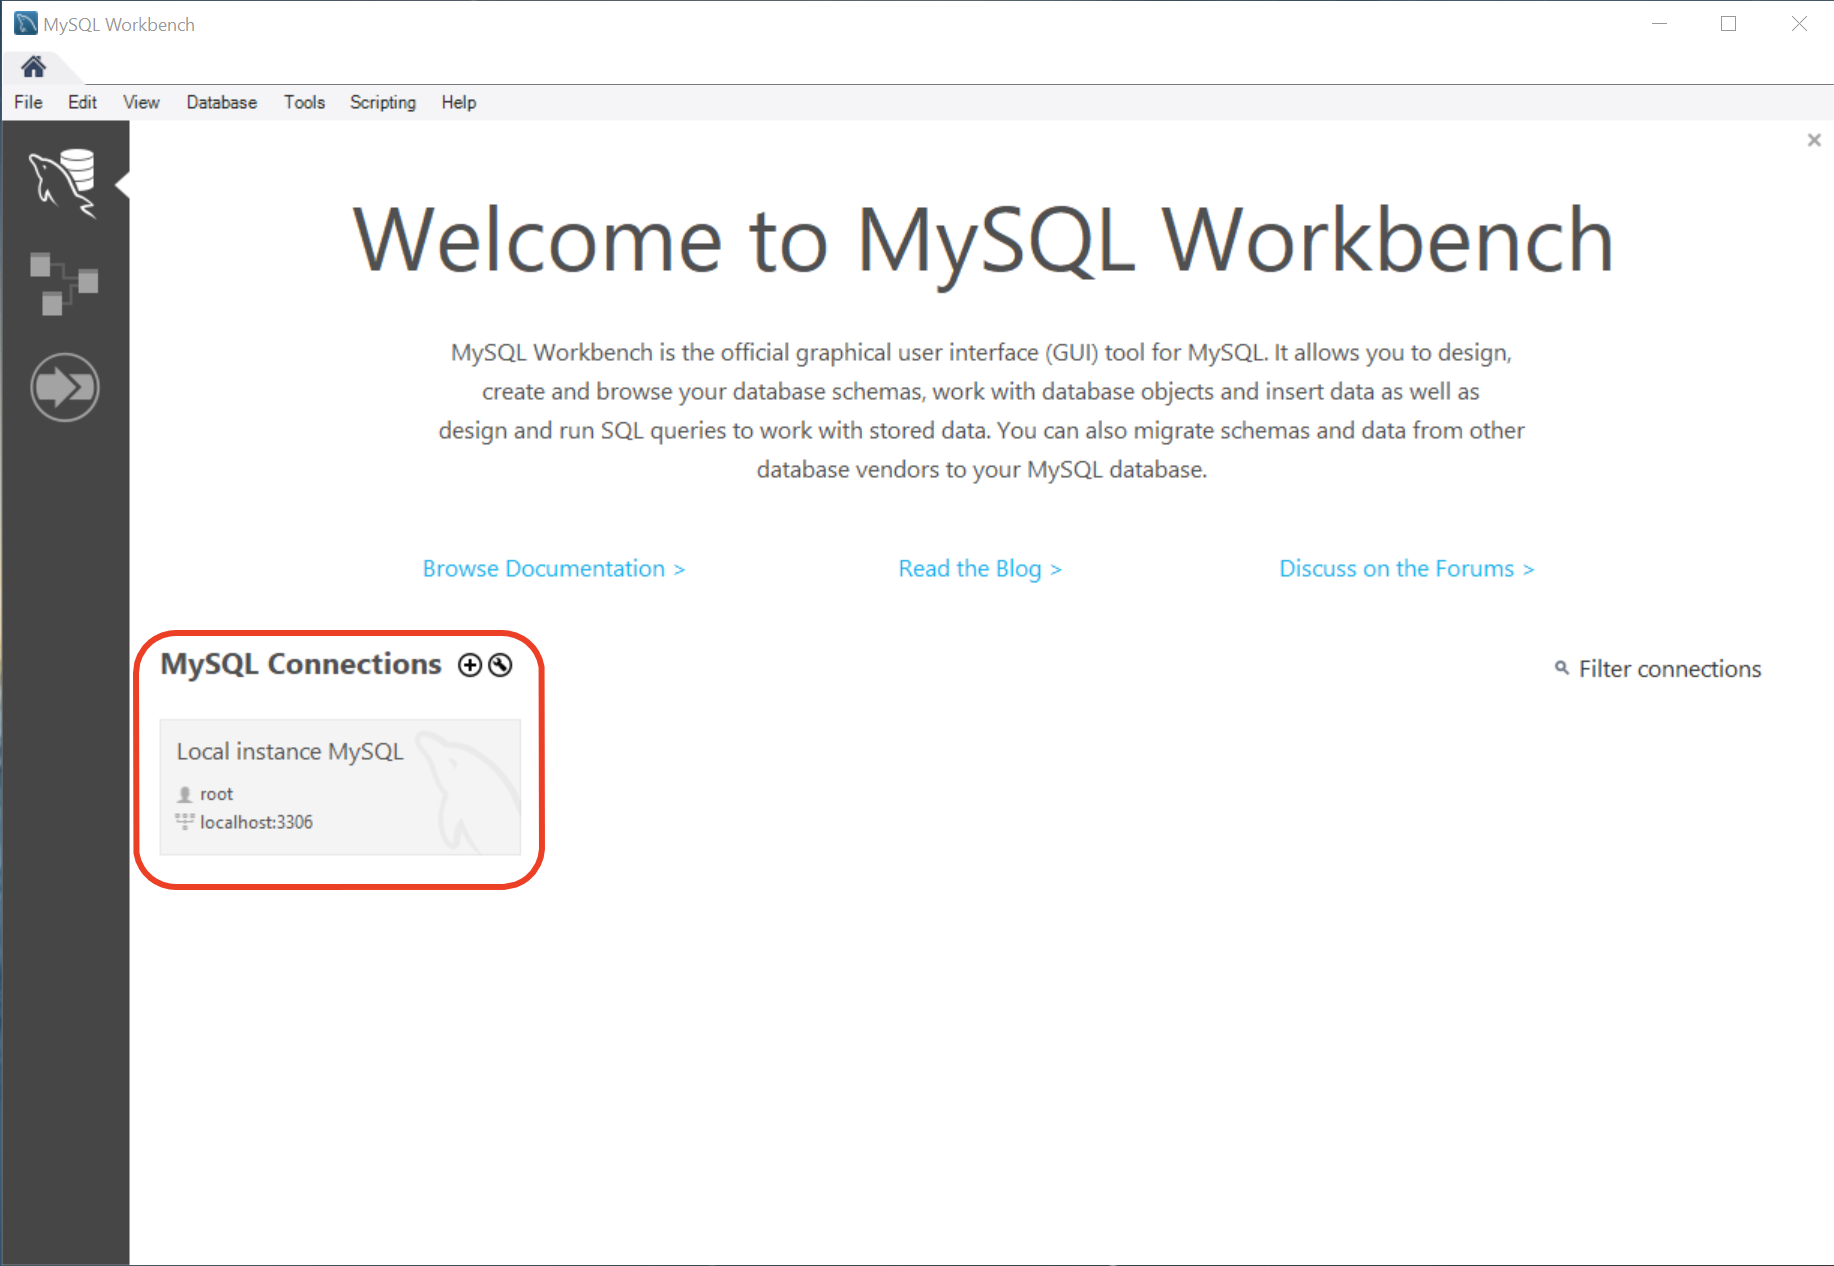 MySQL Workbench
File Edit View Database Tools Scripting Help
Welcome to MySQL Workbench
MySQL Workbench is the official graphical user interface (GUI) tool for MySQL. It allows you to design,
create and browse your database schemas, work with database objects and insert data as well as
design and run SQL queries to work with stored data. You can also migrate schemas and data from other
database vendors to your MySQL database.
Browse Documentation > Read the Blog > Discuss on the Forums >
MySQL Connections
Filter connections
Local instance MySQL
root
localhost:3306